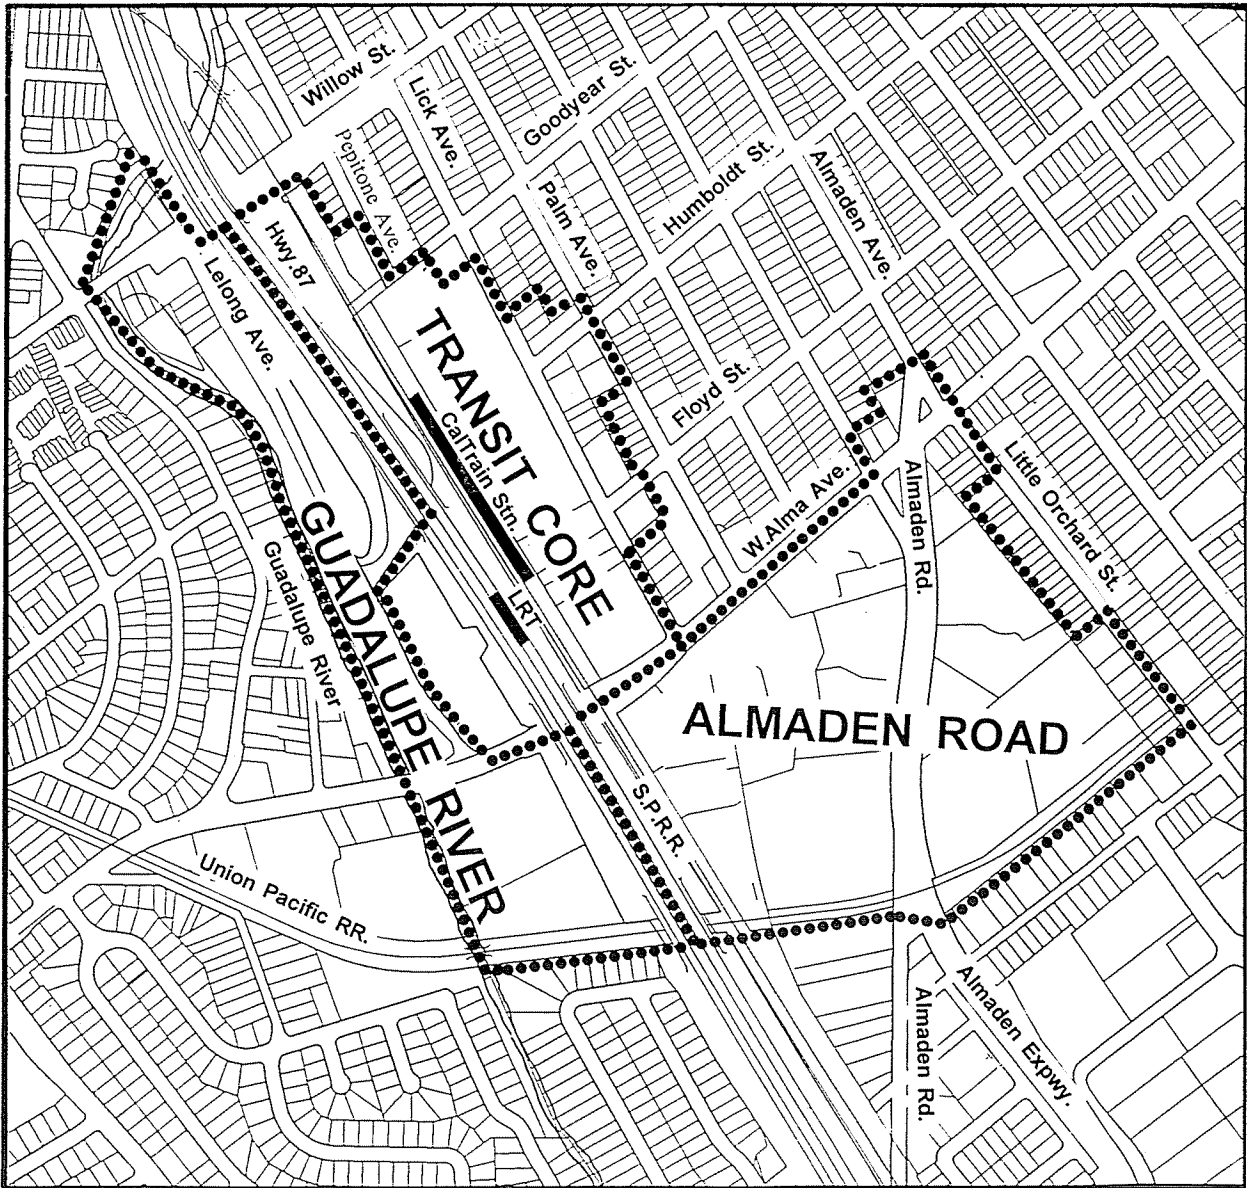 Willow St.
Lick Ave.
Goodyear St.
Pepitone Ave.
Palm Ave.
Humboldt St.
Almaden Ave.
Hwy.87
Lelong Ave.
TRANSIT CORE
CalTrain Stn.
Floyd St.
W.Alma Ave.
Almaden Rd.
Little Orchard St.
GUADALUPE RIVER
Guadalupe River
LRT
ALMADEN ROAD
S.P.R.R.
Union Pacific RR.
Almaden Rd.
Almaden Expwy.